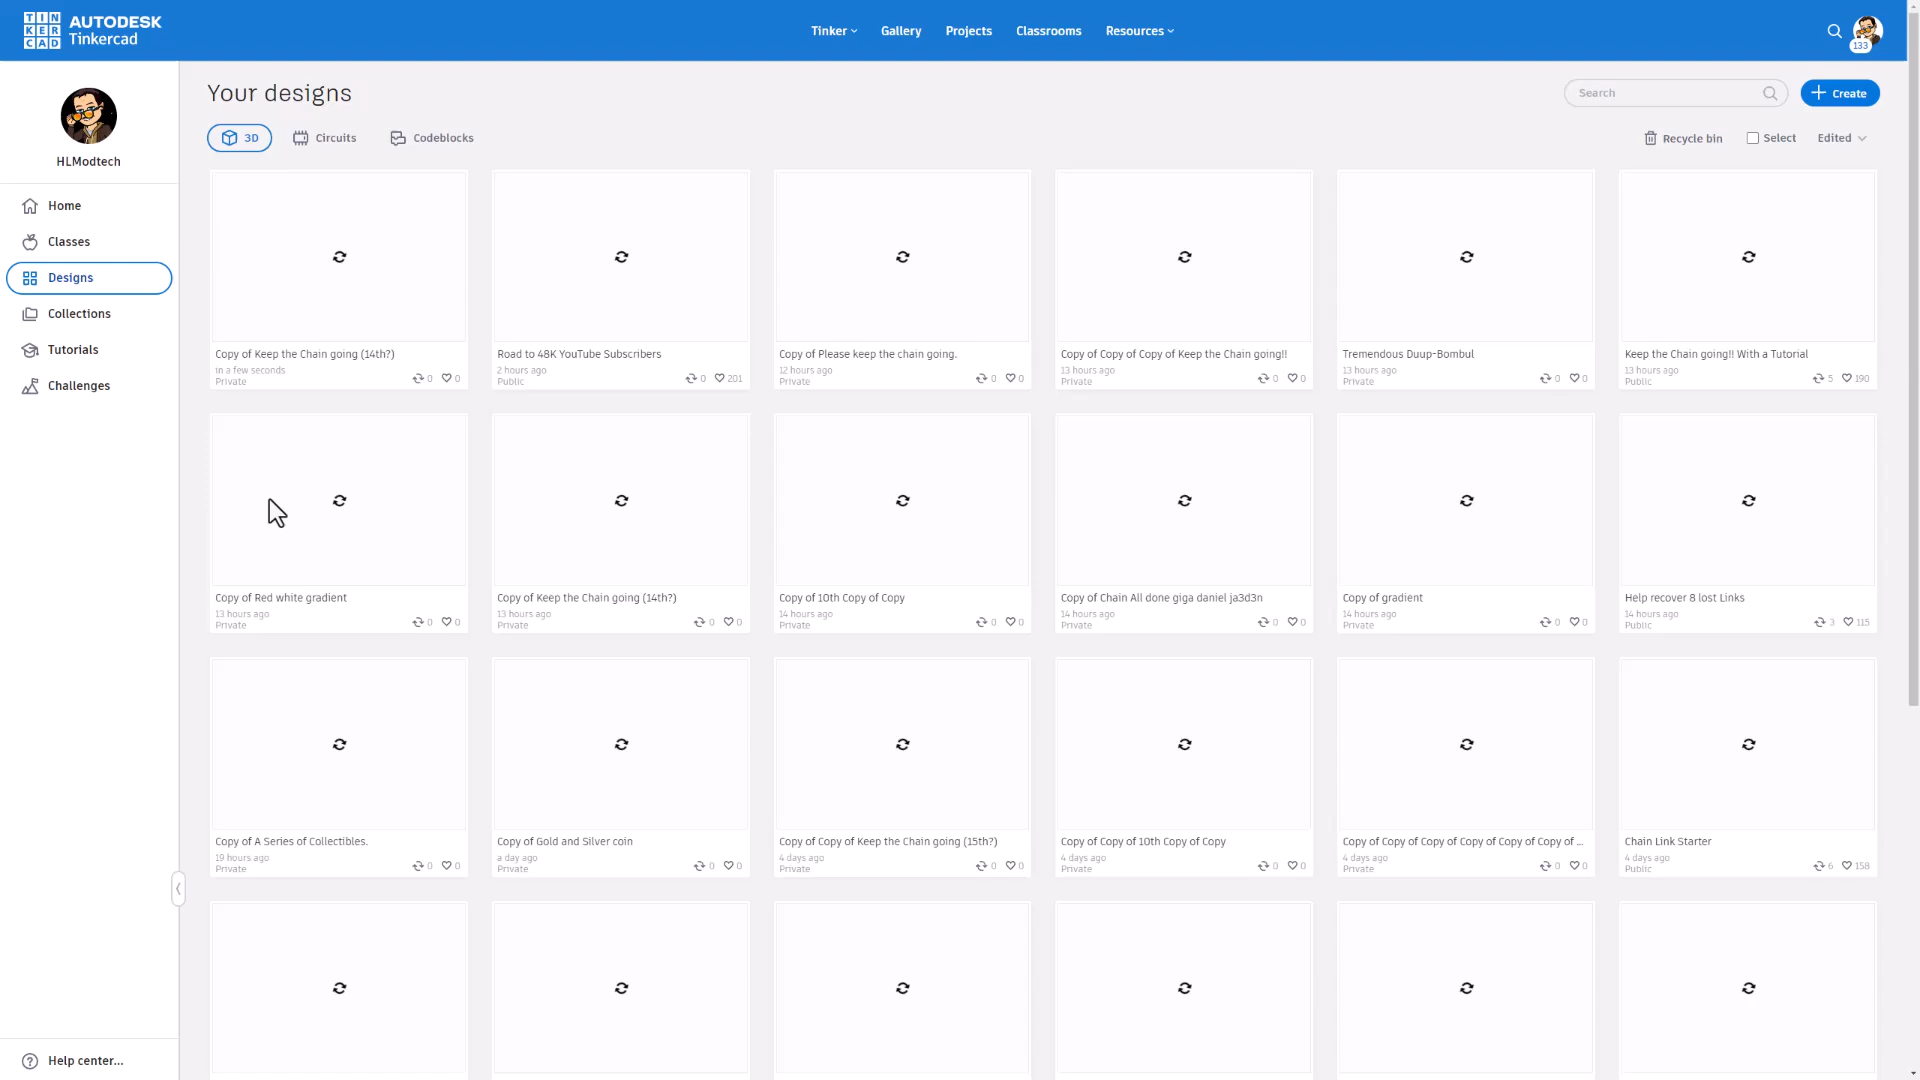 TINKERCAD AUTODESK Tinkercad
Tinker Gallery Projects Classrooms Resources
133
HLModtech
Home
Classes
Designs
Collections
Tutorials
Challenges
Help center...
Your designs
Search
+ Create
3D Circuits Codeblocks
Recycle bin Select Edited
Copy of Keep the Chain going (14th?)
in a few seconds
Private 0 0
Road to 48K YouTube Subscribers
2 hours ago
Public 0 201
Copy of Please keep the chain going.
12 hours ago
Private 0 0
Copy of Copy of Copy of Keep the Chain going!!
13 hours ago
Private 0 0
Tremendous Duup-Bombul
13 hours ago
Private 0 0
Keep the Chain going!! With a Tutorial
13 hours ago
Public 5 190
Copy of Red white gradient
13 hours ago
Private 0 0
Copy of Keep the Chain going (14th?)
13 hours ago
Private 0 0
Copy of 10th Copy of Copy
14 hours ago
Private 0 0
Copy of Chain All done giga daniel ja3d3n
14 hours ago
Private 0 0
Copy of gradient
14 hours ago
Private 0 0
Help recover 8 lost Links
14 hours ago
Public 3 115
Copy of A Series of Collectibles.
19 hours ago
Private 0 0
Copy of Gold and Silver coin
a day ago
Private 0 0
Copy of Copy of Keep the Chain going (15th?)
4 days ago
Private 0 0
Copy of Copy of 10th Copy of Copy
4 days ago
Private 0 0
Copy of Copy of Copy of Copy of Copy of Copy of ...
4 days ago
Private 0 0
Chain Link Starter
4 days ago
Public 6 158